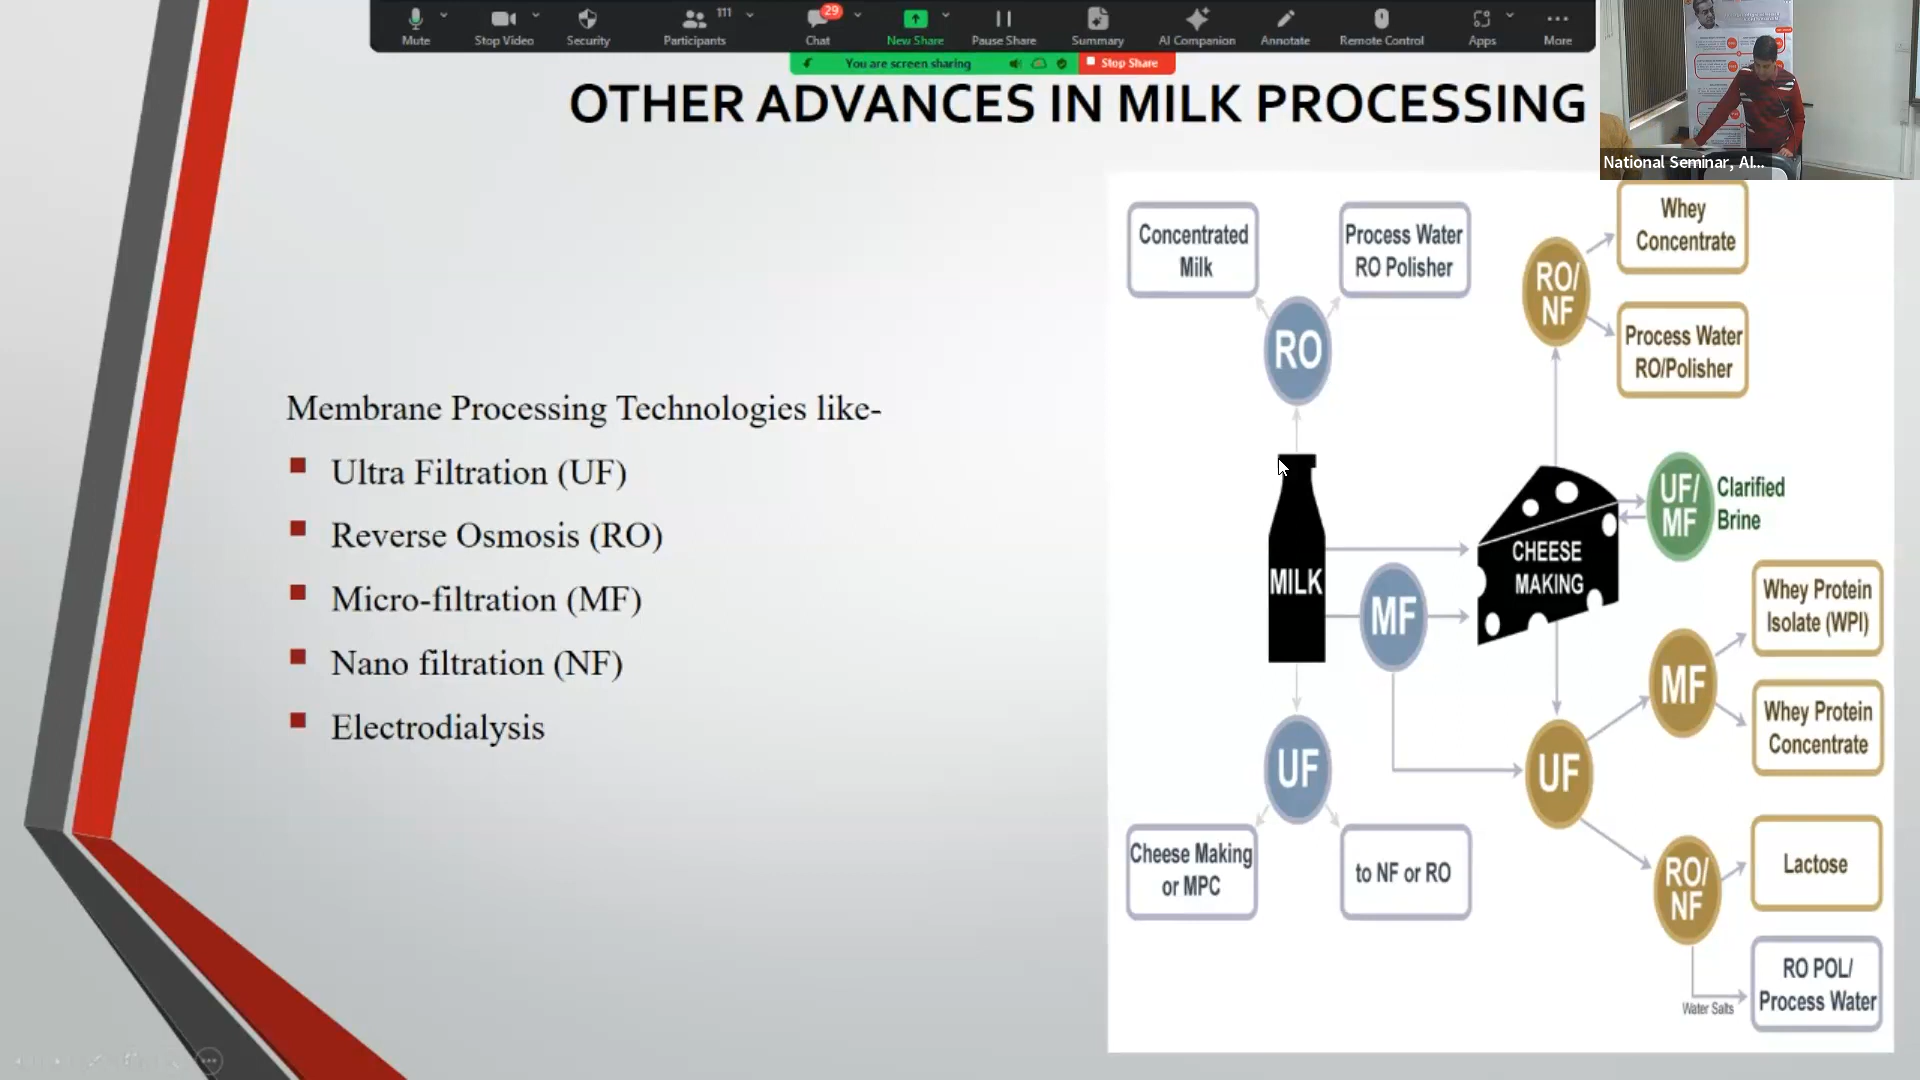 Mute
Stop Video
Security
Participants
111
Chat
29
New Share
Pause Share
Summary
AI Companion
Annotate
Remote Control
Apps
More
You are screen sharing
Stop Share
National Seminar, AI...
OTHER ADVANCES IN MILK PROCESSING
Membrane Processing Technologies like-
Ultra Filtration (UF)
Reverse Osmosis (RO)
Micro-filtration (MF)
Nano filtration (NF)
Electrodialysis
Concentrated
Milk
Process Water
RO Polisher
RO
MILK
MF
UF
Cheese Making
or MPC
to NF or RO
RO/
NF
Whey
Concentrate
Process Water
RO/Polisher
CHEESE
MAKING
UF/
MF
Clarified
Brine
UF
MF
Whey Protein
Isolate (WPI)
Whey Protein
Concentrate
RO/
NF
Lactose
Water Salts
RO POL/
Process Water